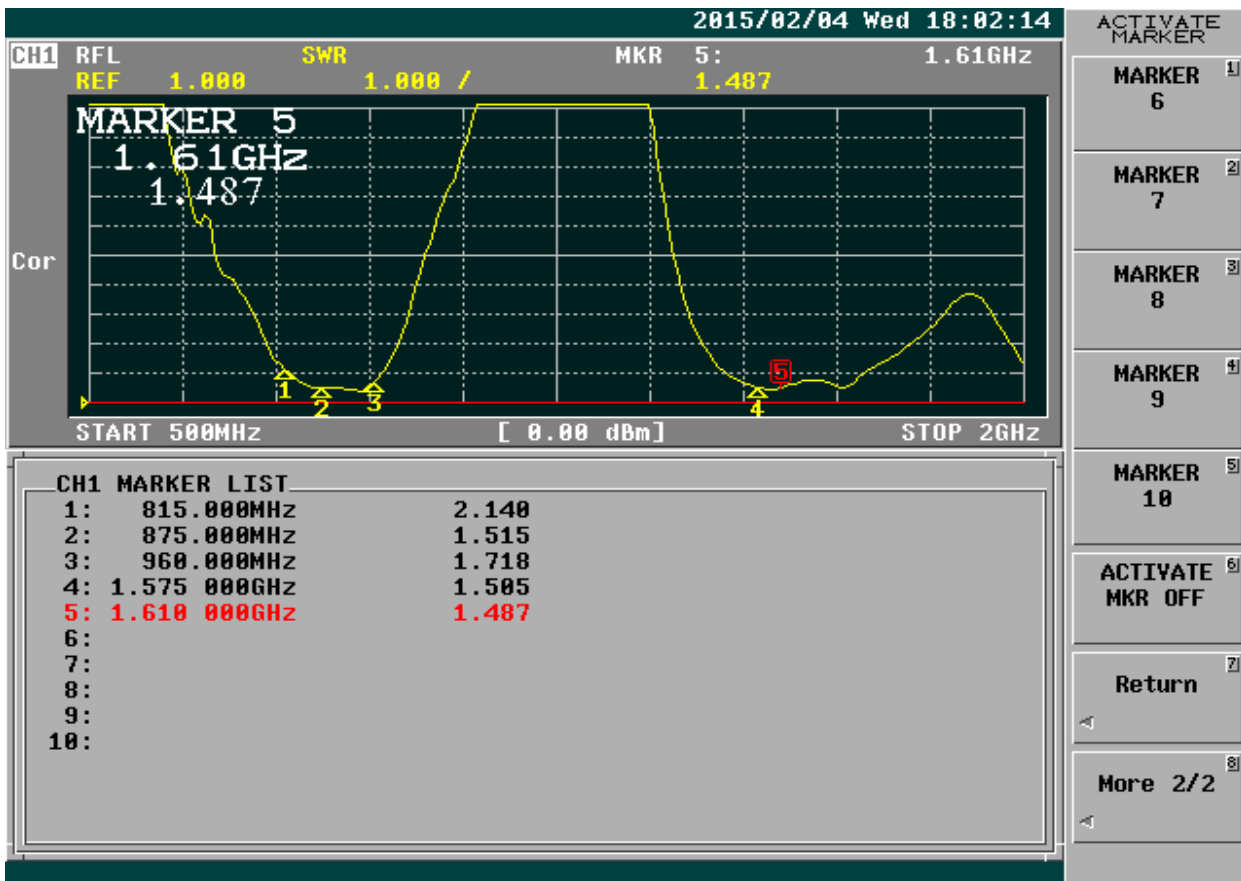 2015/02/04 Wed 18:02:14
CH1 RFL SWR MKR 5: 1.61GHz
REF 1.000 1.000 / 1.487
MARKER 5
1.61GHz
1.487
Cor
1 2 3 4 5
START 500MHz [ 0.00 dBm] STOP 2GHz
CH1 MARKER LIST
1: 815.000MHz 2.140
2: 875.000MHz 1.515
3: 960.000MHz 1.718
4: 1.575 000GHz 1.505
5: 1.610 000GHz 1.487
6:
7:
8:
9:
10:
ACTIVATE
MARKER
MARKER 1
6
MARKER 2
7
MARKER 3
8
MARKER 4
9
MARKER 5
10
ACTIVATE 6
MKR OFF
7
Return
8
More 2/2